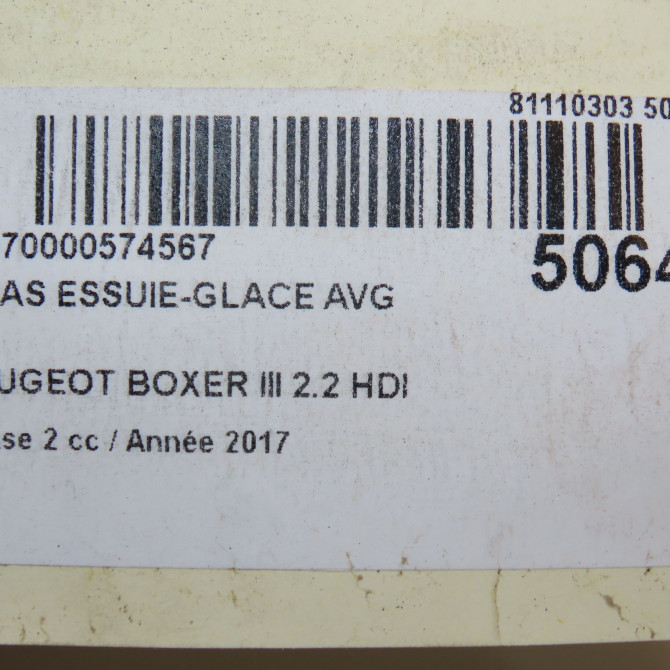 81110303 50
70000574567
5064
AS ESSUIE-GLACE AVG
UGEOT BOXER III 2.2 HDI
se 2 cc / Année 2017